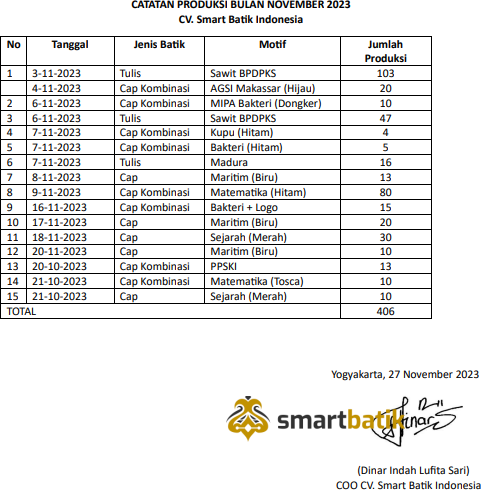 CATATAN PRODUKSI BULAN NOVEMBER 2023
CV. Smart Batik Indonesia
No Tanggal Jenis Batik Motif Jumlah Produksi
1 3-11-2023 Tulis Sawit BPDPKS 103
4-11-2023 Cap Kombinasi AGSI Makassar (Hijau) 20
2 6-11-2023 Cap Kombinasi MIPA Bakteri (Dongker) 10
3 6-11-2023 Tulis Sawit BPDPKS 47
4 7-11-2023 Cap Kombinasi Kupu (Hitam) 4
5 7-11-2023 Cap Kombinasi Bakteri (Hitam) 5
6 7-11-2023 Tulis Madura 16
7 8-11-2023 Cap Maritim (Biru) 13
8 9-11-2023 Cap Kombinasi Matematika (Hitam) 80
9 16-11-2023 Cap Kombinasi Bakteri + Logo 15
10 17-11-2023 Cap Maritim (Biru) 20
11 18-11-2023 Cap Sejarah (Merah) 30
12 20-11-2023 Cap Maritim (Biru) 10
13 20-10-2023 Cap Kombinasi PPSKI 13
14 21-10-2023 Cap Kombinasi Matematika (Tosca) 10
15 21-10-2023 Cap Sejarah (Merah) 10
TOTAL 406
Yogyakarta, 27 November 2023
smartbatik
(Dinar Indah Lufita Sari)
COO CV. Smart Batik Indonesia